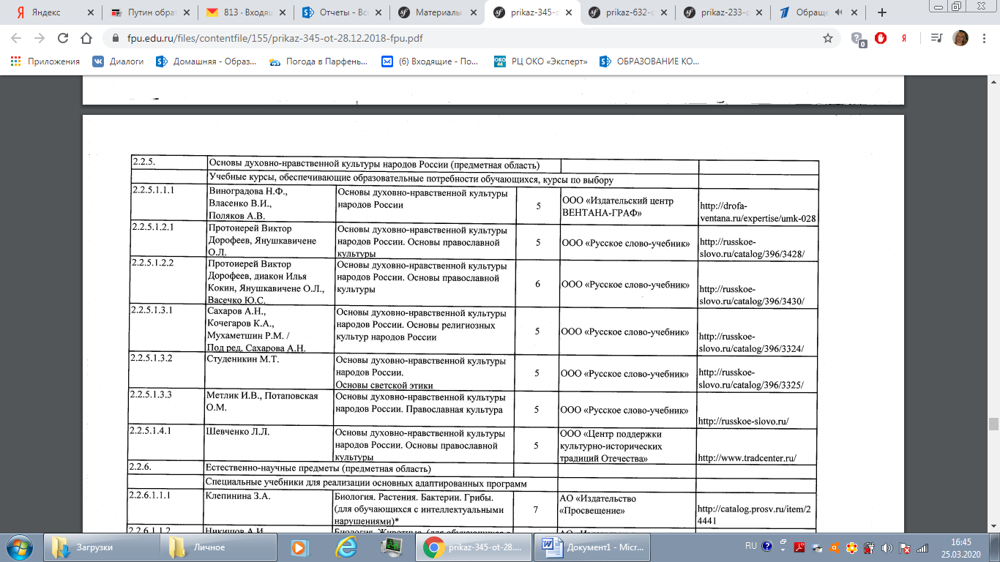 Яндекс
Путин обрат
813 · Входящ
Отчеты - Все
Материалы
prikaz-345-о
prikaz-632-о
prikaz-233-о
Обраще
fpu.edu.ru/files/contentfile/155/prikaz-345-ot-28.12.2018-fpu.pdf
0
Приложения
Диалоги
Домашняя - Образ...
Погода в Парфень...
(6) Входящие - По...
РЦ ОКО «Эксперт»
ОБРАЗОВАНИЕ КО...
2.2.5. Основы духовно-нравственной культуры народов России (предметная область)
Учебные курсы, обеспечивающие образовательные потребности обучающихся, курсы по выбору
2.2.5.1.1.1
Виноградова Н.Ф.,
Власенко В.И.,
Поляков А.В.
Основы духовно-нравственной культуры
народов России
5
ООО «Издательский центр
ВЕНТАНА-ГРАФ»
http://drofa-
ventana.ru/expertise/umk-028
2.2.5.1.2.1
Протоиерей Виктор
Дорофеев, Янушкавичене
О.Л.
Основы духовно-нравственной культуры
народов России. Основы православной
культуры
5
ООО «Русское слово-учебник»
http://russkoe-
slovo.ru/catalog/396/3428/
2.2.5.1.2.2
Протоиерей Виктор
Дорофеев, диакон Илья
Кокин, Янушкавичене О.Л.,
Васечко Ю.С.
Основы духовно-нравственной культуры
народов России. Основы православной
культуры
6
ООО «Русское слово-учебник»
http://russkoe-
slovo.ru/catalog/396/3430/
2.2.5.1.3.1
Сахаров А.Н.,
Кочегаров К.А.,
Мухаметшин Р.М. /
Под ред. Сахарова А.Н.
Основы духовно-нравственной культуры
народов России. Основы религиозных
культур народов России
5
ООО «Русское слово-учебник»
http://russkoe-
slovo.ru/catalog/396/3324/
2.2.5.1.3.2
Студеникин М.Т.
Основы духовно-нравственной культуры
народов России.
Основы светской этики
5
ООО «Русское слово-учебник»
http://russkoe-
slovo.ru/catalog/396/3325/
2.2.5.1.3.3
Метлик И.В., Потаповская
О.М.
Основы духовно-нравственной культуры
народов России. Православная культура
5
ООО «Русское слово-учебник»
http://russkoe-slovo.ru/
2.2.5.1.4.1
Шевченко Л.Л.
Основы духовно-нравственной культуры
народов России. Основы православной
культуры
5
ООО «Центр поддержки
культурно-исторических
традиций Отечества»
http://www.tradcenter.ru/
2.2.6. Естественно-научные предметы (предметная область)
Специальные учебники для реализации основных адаптированных программ
2.2.6.1.1.1
Клепинина З.А.
Биология. Растения. Бактерии. Грибы.
(для обучающихся с интеллектуальными
нарушениями)*
7
АО «Издательство
«Просвещение»
http://catalog.prosv.ru/item/2
4441
2.2.6.1.1.2
Никишов А.И.
Загрузки
Личное
prikaz-345-ot-28....
Документ1 - Micr...
RU
16:45
25.03.2020